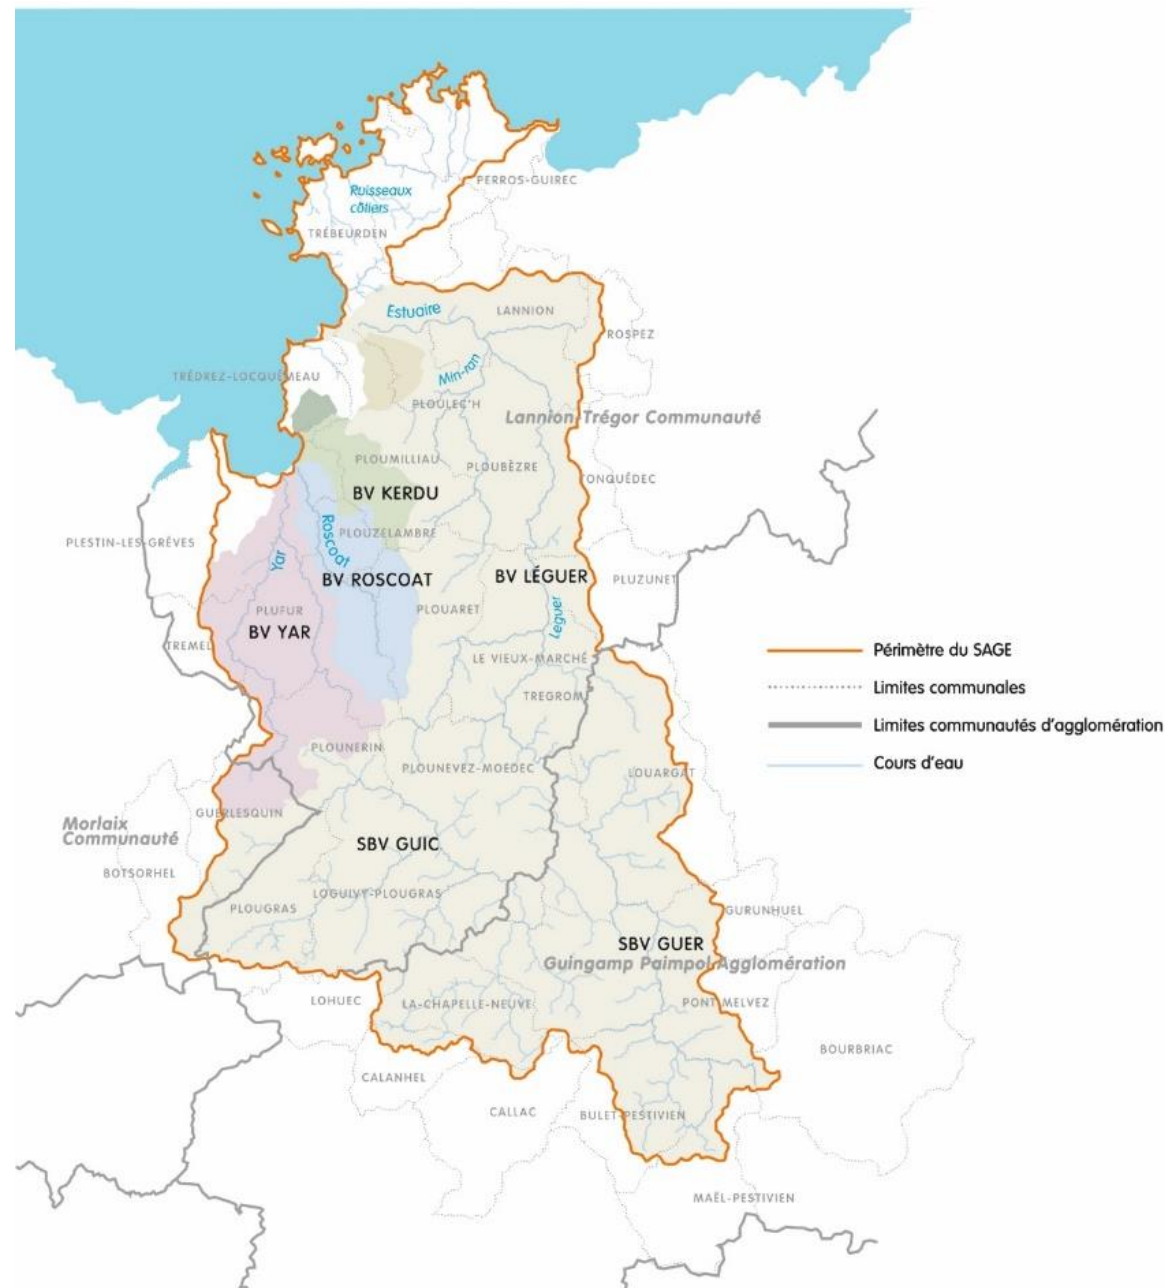 PERROS-GUIREC
Ruisseaux
côtiers
TRÉBEURDEN
Estuaire
LANNION
ROSPEZ
Min-ran
TRÉDREZ-LOCQUÉMEAU
PLOULEC'H
Lannion-Trégor Communauté
PLOUMILLIAU
PLOUBÈZRE
TONQUÉDEC
BV KERDU
Roscoat
PLOUZELAMBRE
PLESTIN-LES-GRÈVES
Yar
BV ROSCOAT
BV LÉGUER
PLUZUNET
PLUFUR
PLOUARET
Leguer
BV YAR
TREMEL
LE VIEUX-MARCHÉ
Périmètre du SAGE
Limites communales
TREGROM
Limites communautés d'agglomération
PLOUNERIN
Cours d'eau
PLOUNEVEZ-MOËDEC
LOUARGAT
GUERLESQUIN
Morlaix
Communauté
SBV GUIC
BOTSORHEL
LOGUIVY-PLOUGRAS
PLOUGRAS
GURUNHUEL
SBV GUER
Guingamp Paimpol Agglomération
LOHUEC
LA-CHAPELLE-NEUVE
PONT-MELVEZ
BOURBRIAC
CALANHEL
CALLAC
BULET-PESTIVIEN
MAËL-PESTIVIEN